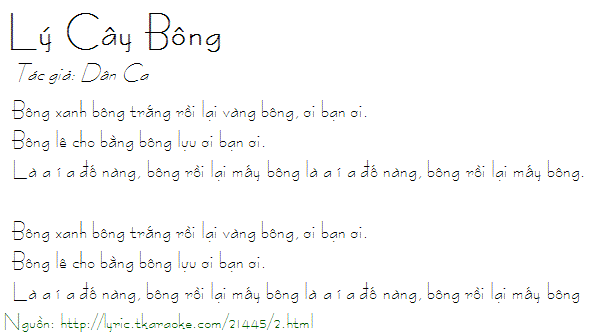 Lý Cây Bông
Tác giả: Dân Ca
Bông xanh bông trắng rồi lại vàng bông, ơi bạn ơi.
Bông lê cho bằng bông lựu ơi bạn ơi.
Là a í a đố nàng, bông rồi lại mấy bông là a í a đố nàng, bông rồi lại mấy bông.
Bông xanh bông trắng rồi lại vàng bông, ơi bạn ơi.
Bông lê cho bằng bông lựu ơi bạn ơi.
Là a í a đố nàng, bông rồi lại mấy bông là a í a đố nàng, bông rồi lại mấy bông
Nguồn: http://lyric.tkaraoke.com/21445/2.html